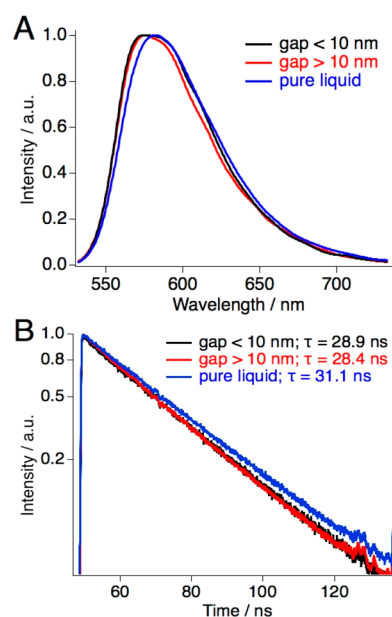 A
1.0
0.8
0.6
0.4
0.2
0.0
Intensity / a.u.
gap < 10 nm
gap > 10 nm
pure liquid
550 600 650 700
Wavelength / nm
B
1.0
0.8
0.5
0.2
Intensity / a.u.
gap < 10 nm; τ = 28.9 ns
gap > 10 nm; τ = 28.4 ns
pure liquid; τ = 31.1 ns
60 80 100 120
Time / ns